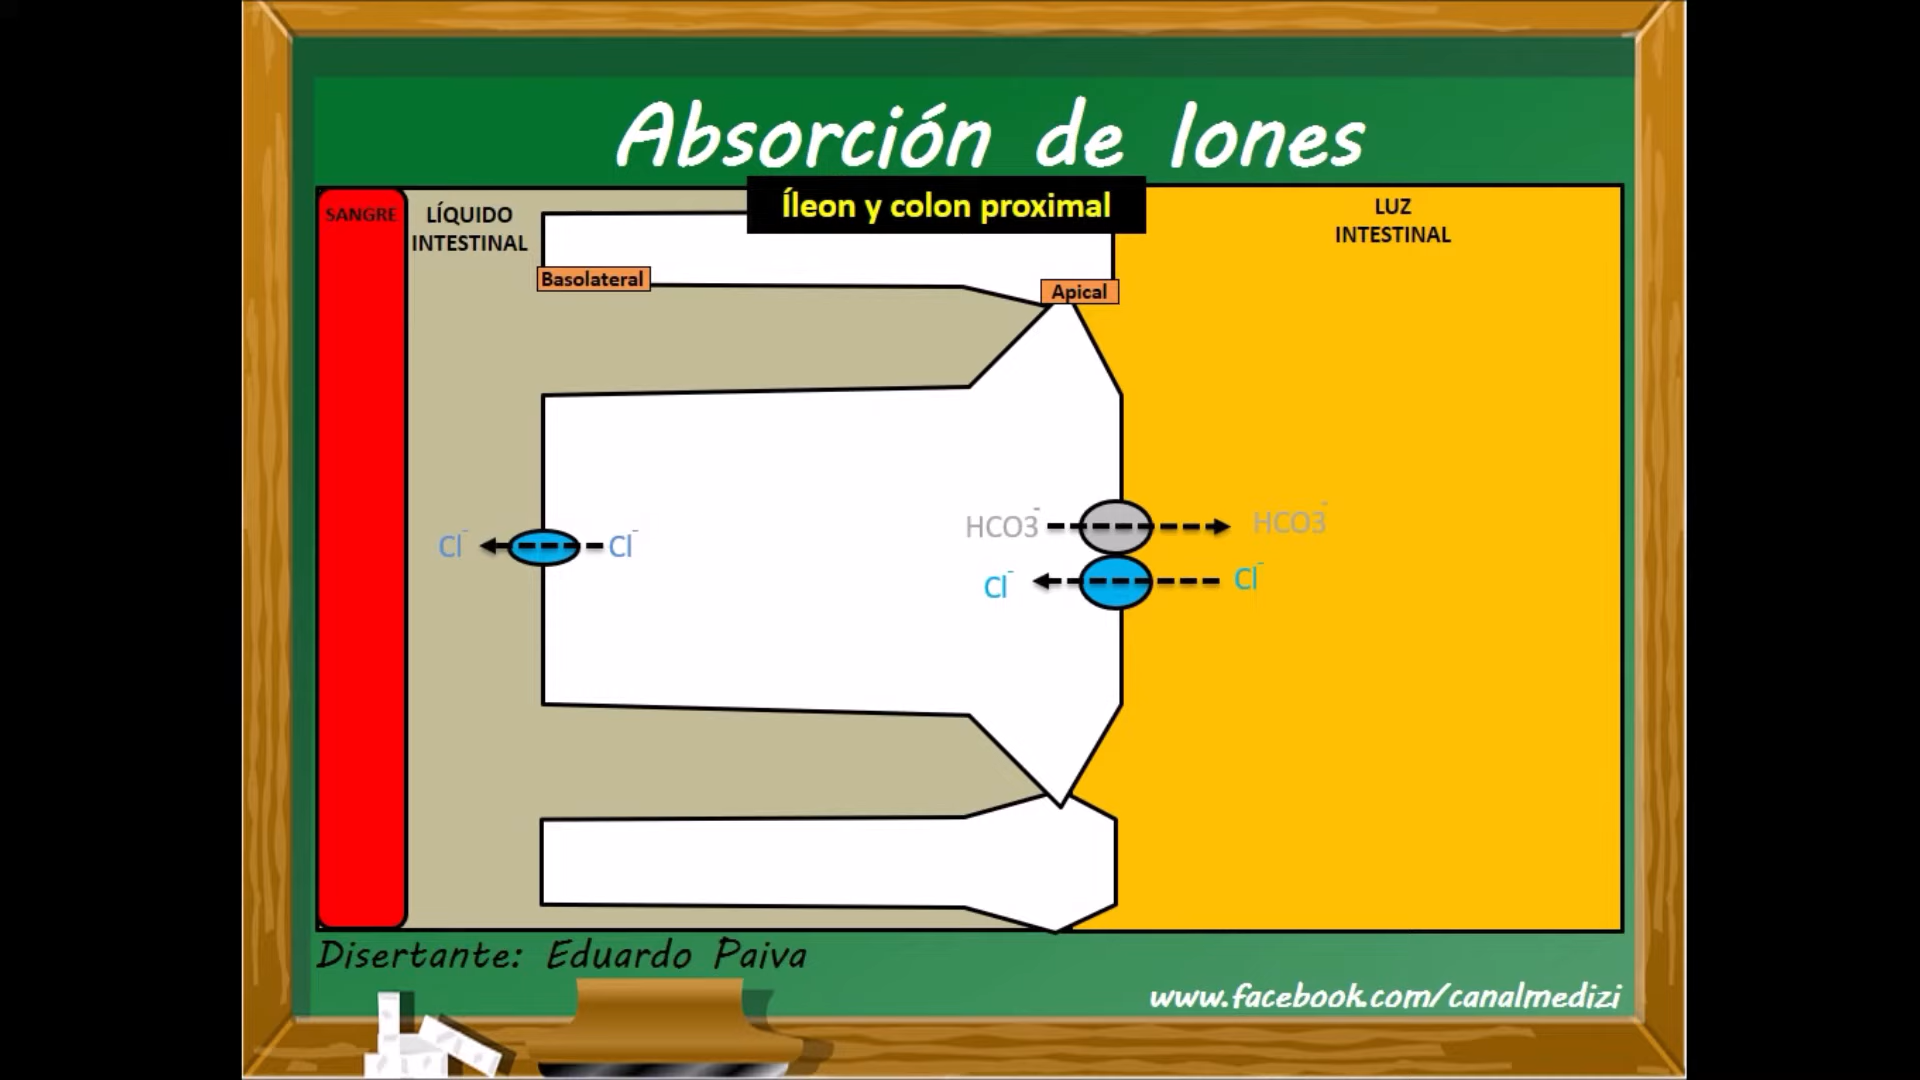 Absorción de Iones
Íleon y colon proximal
SANGRE
LÍQUIDO
INTESTINAL
LUZ
INTESTINAL
Basolateral
Apical
HCO3⁻
HCO3⁻
Cl⁻
Cl⁻
Cl⁻
Cl⁻
Disertante: Eduardo Paiva
www.facebook.com/canalmedizi